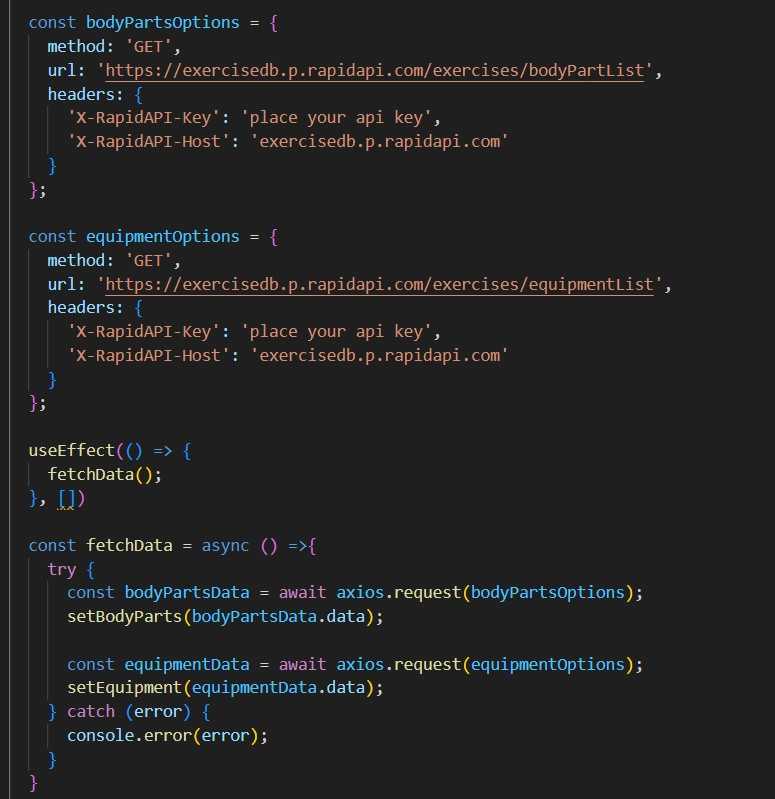 const bodyPartsOptions = {
method: 'GET',
url: 'https://exercisedb.p.rapidapi.com/exercises/bodyPartList',
headers: {
'X-RapidAPI-Key': 'place your api key',
'X-RapidAPI-Host': 'exercisedb.p.rapidapi.com'
}
};
const equipmentOptions = {
method: 'GET',
url: 'https://exercisedb.p.rapidapi.com/exercises/equipmentList',
headers: {
'X-RapidAPI-Key': 'place your api key',
'X-RapidAPI-Host': 'exercisedb.p.rapidapi.com'
}
};
useEffect(() => {
fetchData();
}, [])
const fetchData = async () =>{
try {
const bodyPartsData = await axios.request(bodyPartsOptions);
setBodyParts(bodyPartsData.data);
const equipmentData = await axios.request(equipmentOptions);
setEquipment(equipmentData.data);
} catch (error) {
console.error(error);
}
}